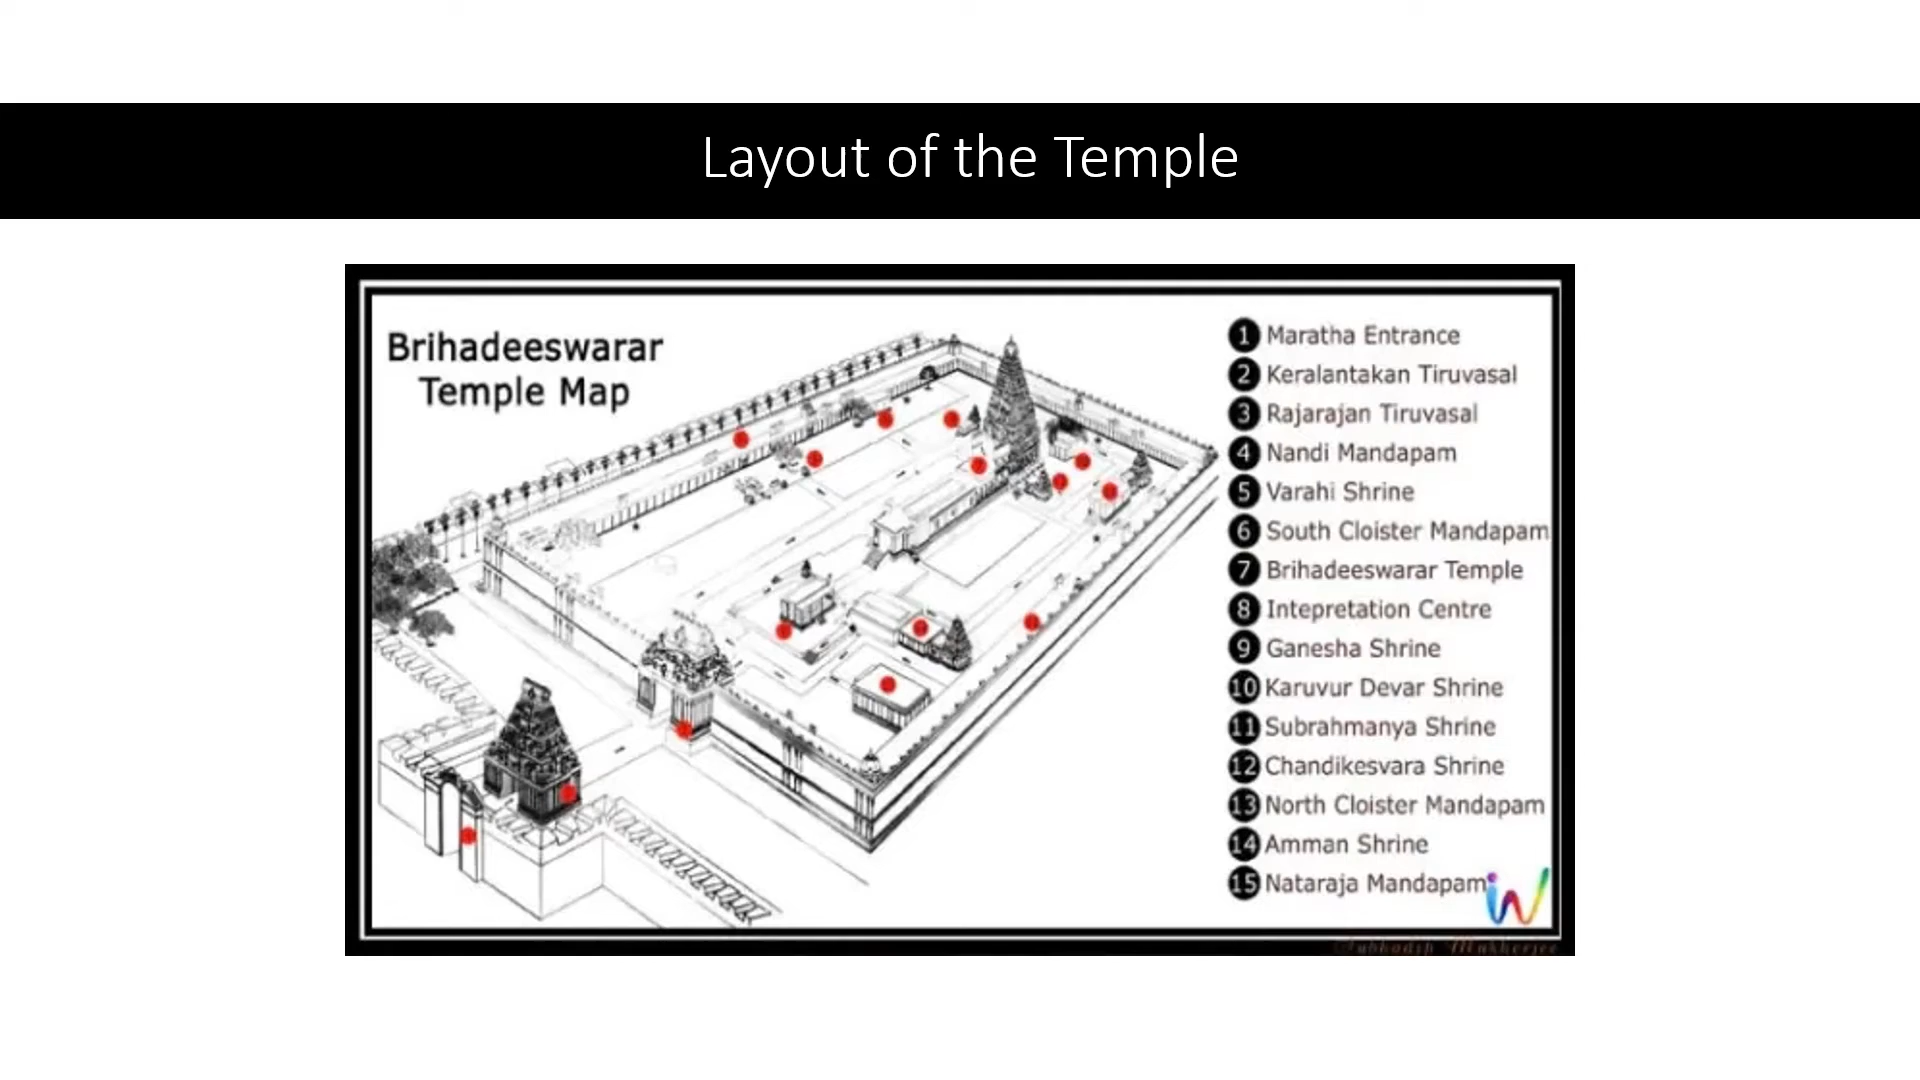 Layout of the Temple
Brihadeeswarar
Temple Map
1 Maratha Entrance
2 Keralantakan Tiruvasal
3 Rajarajan Tiruvasal
4 Nandi Mandapam
5 Varahi Shrine
6 South Cloister Mandapam
7 Brihadeeswarar Temple
8 Intepretation Centre
9 Ganesha Shrine
10 Karuvur Devar Shrine
11 Subrahmanya Shrine
12 Chandikesvara Shrine
13 North Cloister Mandapam
14 Amman Shrine
15 Nataraja Mandapam
Subhadip Mukherjee